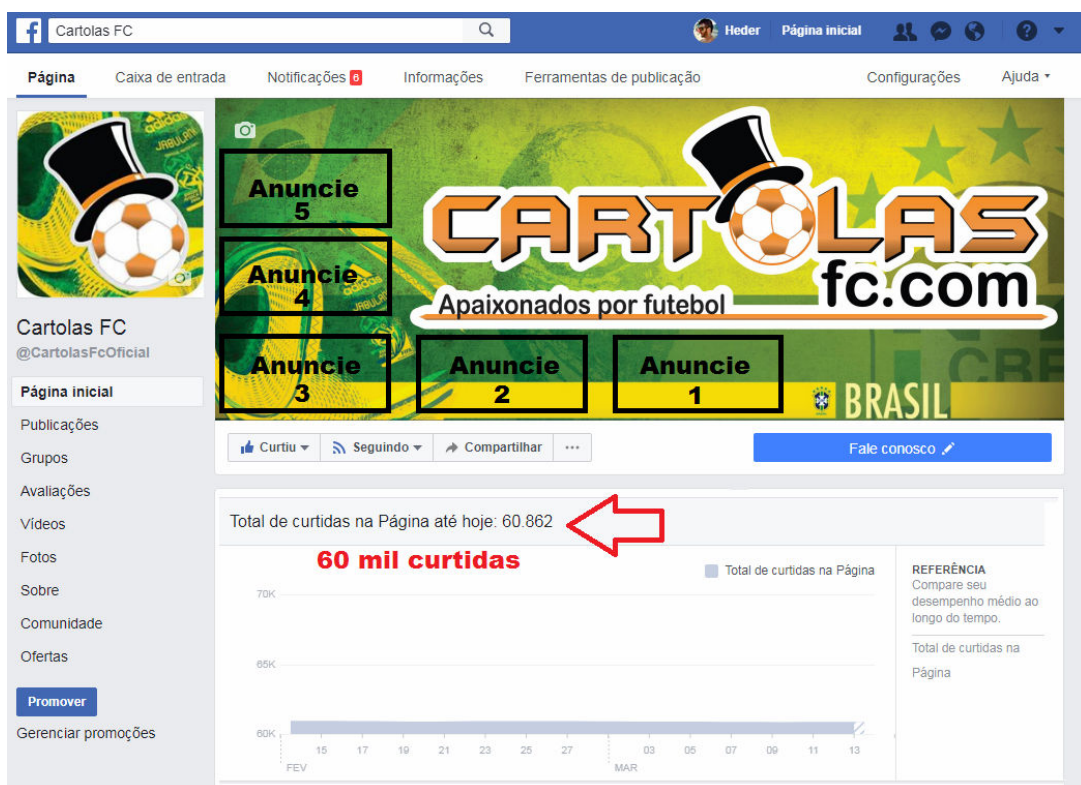 Cartolas FC
Heder
Página inicial
Página
Caixa de entrada
Notificações 6
Informações
Ferramentas de publicação
Configurações
Ajuda
adidas
JABULANI
Anuncie
5
Anuncie
4
Anuncie
3
Anuncie
2
Anuncie
1
CARTOLAS
fc.com
Apaixonados por futebol
CBF
BRASIL
Cartolas FC
@CartolasFcOficial
Página inicial
Publicações
Grupos
Avaliações
Vídeos
Fotos
Sobre
Comunidade
Ofertas
Promover
Gerenciar promoções
Curtiu
Seguindo
Compartilhar
Fale conosco
Total de curtidas na Página até hoje: 60.862
60 mil curtidas
Total de curtidas na Página
70K
65K
60K
15 17 19 21 23 25 27 03 05 07 09 11 13
FEV MAR
REFERÊNCIA
Compare seu
desempenho médio ao
longo do tempo.
Total de curtidas na
Página